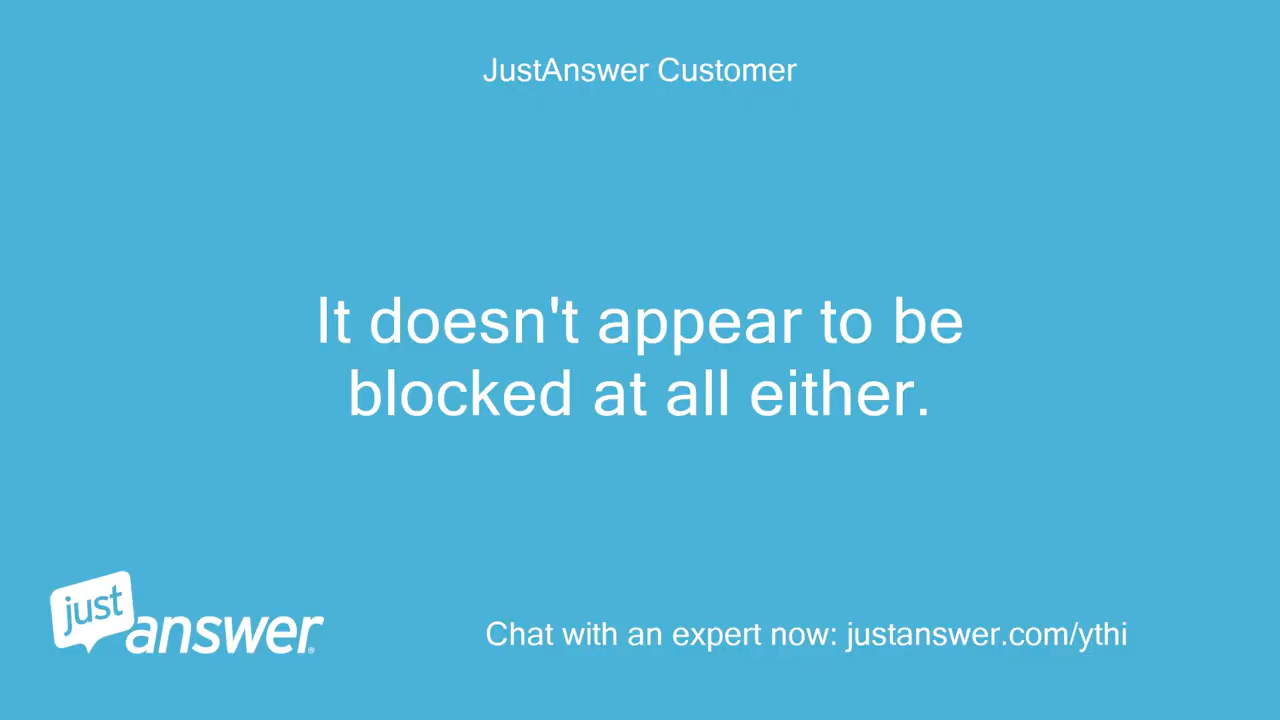 JustAnswer Customer
It doesn't appear to be
blocked at all either.
just
answer®
Chat with an expert now: justanswer.com/ythi